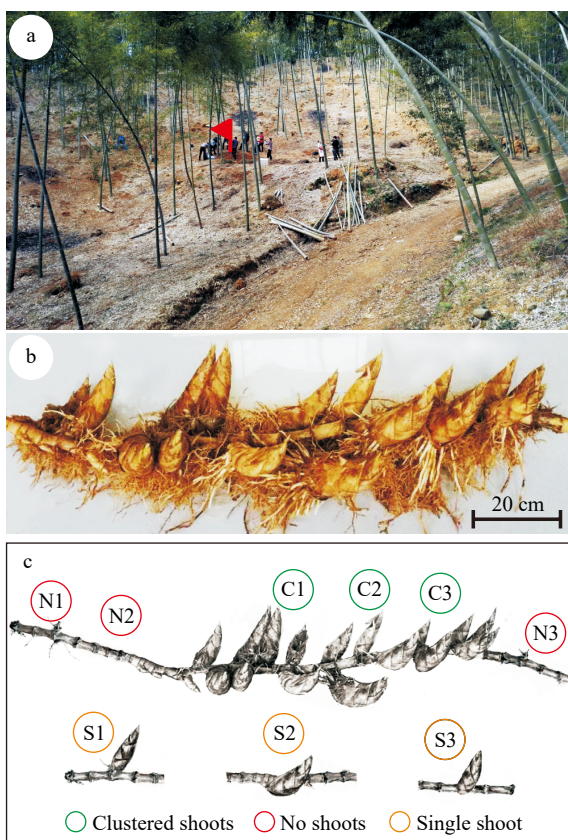 a
b
20 cm
c
C1 C2 C3
N1 N2 N3
S1 S2 S3
Clustered shoots No shoots Single shoot